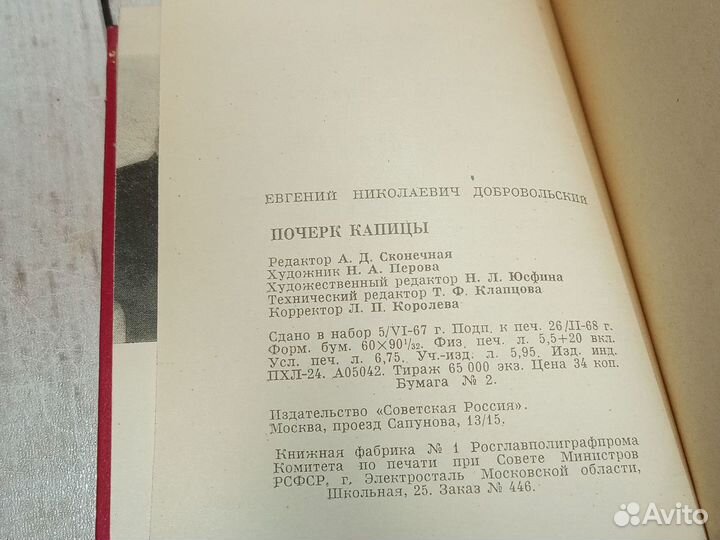 ЕВГЕНИЙ НИКОЛАЕВИЧ ДОБРОВОЛЬСКИЙ
ПОЧЕРК КАПИЦЫ
Редактор А. Д. Сконечная
Художник Н. А. Перова
Художественный редактор Н. Л. Юсфина
Технический редактор Т. Ф. Клапцова
Корректор Л. П. Королева
Сдано в набор 5/VI-67 г. Подп. к печ. 26/II-68 г.
Форм. бум. 60×90¹/₃₂. Физ. печ. л. 5,5+20 вкл.
Усл. печ. л. 6,75. Уч.-изд. л. 5,95. Изд. инд.
ПХЛ-24. А05042. Тираж 65 000 экз. Цена 34 коп.
Бумага № 2.
Издательство «Советская Россия».
Москва, проезд Сапунова, 13/15.
Книжная фабрика № 1 Росглавполиграфпрома
Комитета по печати при Совете Министров
РСФСР, г. Электросталь Московской области,
Школьная, 25. Заказ № 446.
Avito